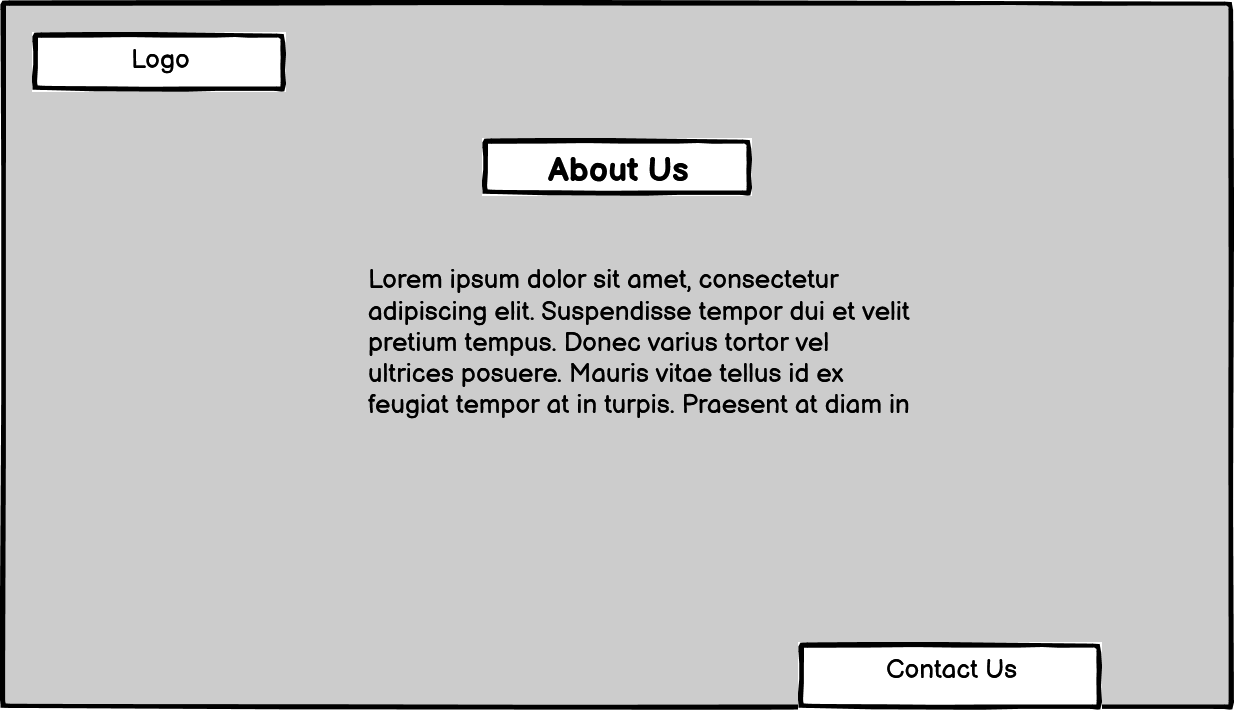 Logo
About Us
Lorem ipsum dolor sit amet, consectetur
adipiscing elit. Suspendisse tempor dui et velit
pretium tempus. Donec varius tortor vel
ultrices posuere. Mauris vitae tellus id ex
feugiat tempor at in turpis. Praesent at diam in
Contact Us